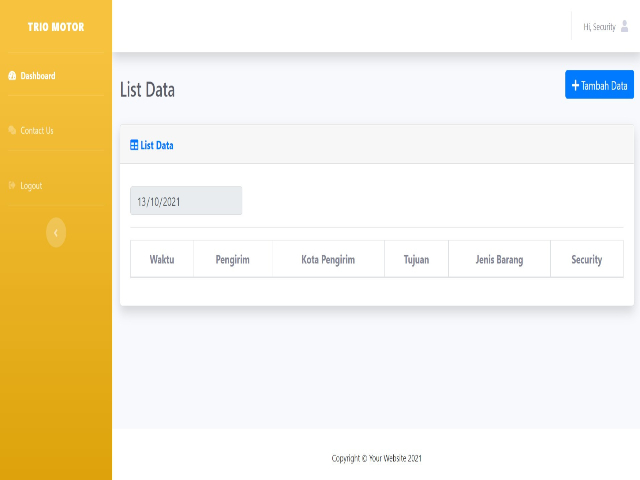 TRIO MOTOR
Hi, Security
Dashboard
Contact Us
Logout
List Data
Tambah Data
List Data
13/10/2021
Waktu Pengirim Kota Pengirim Tujuan Jenis Barang Security
Copyright © Your Website 2021